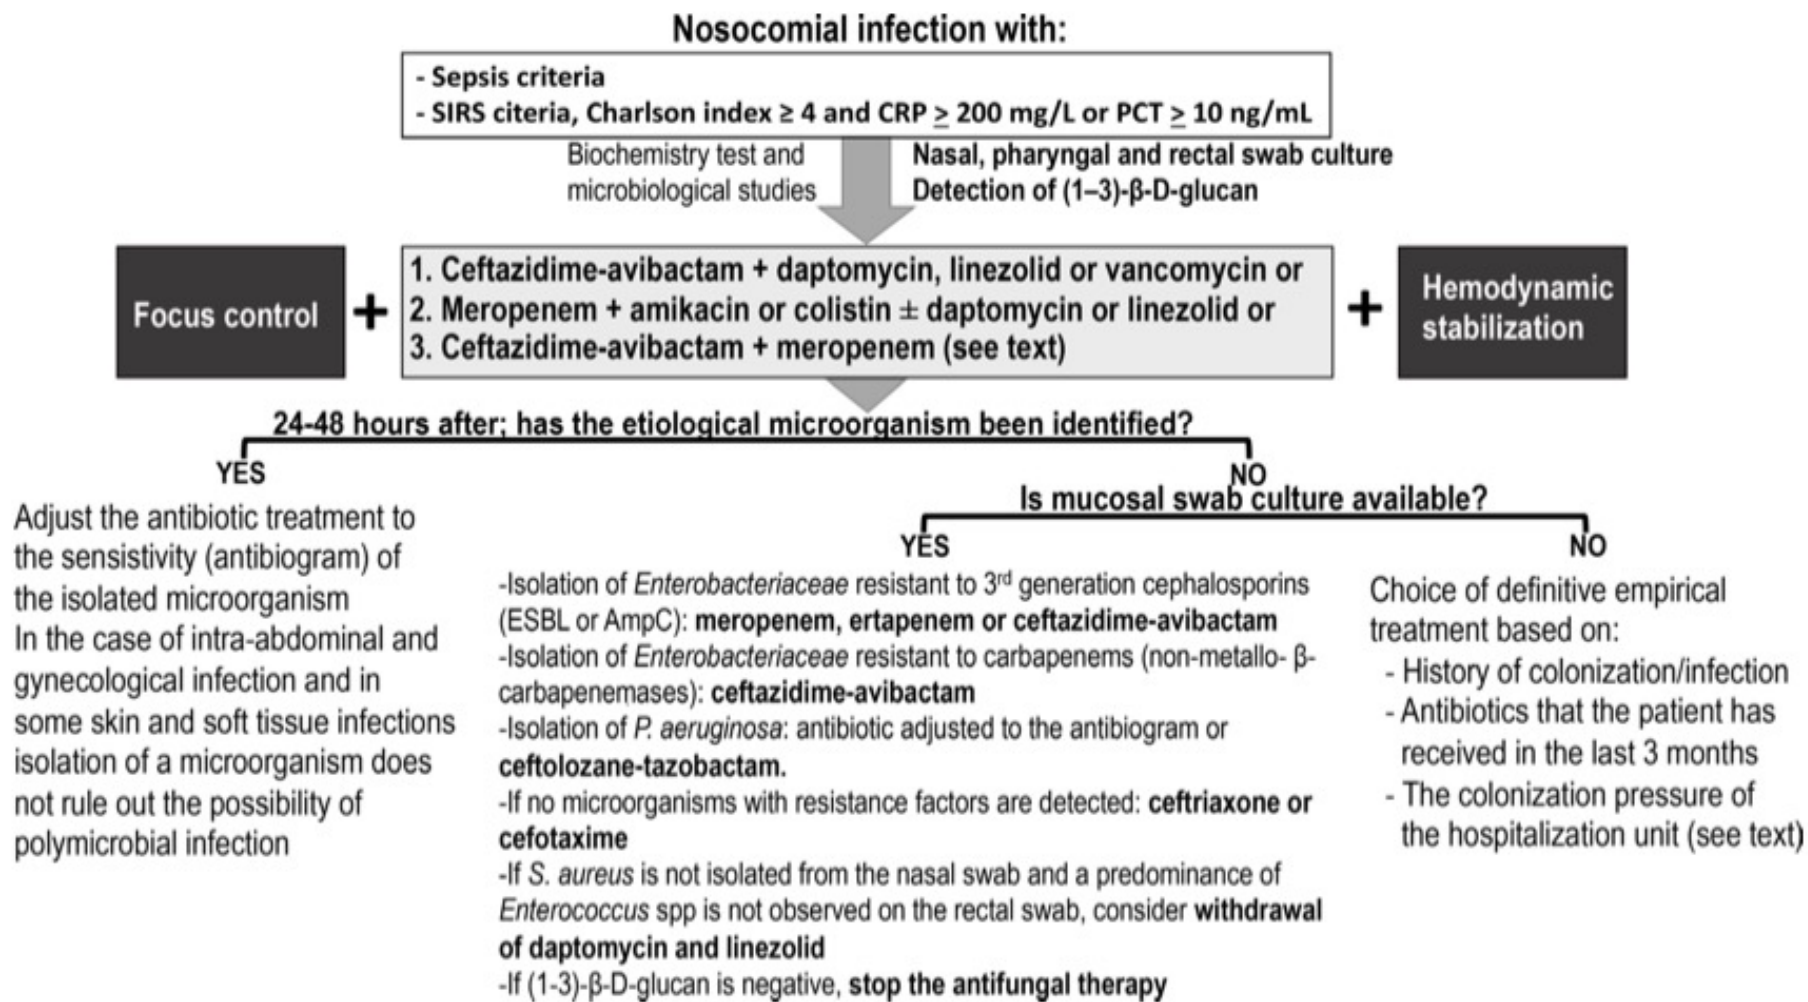 Nosocomial infection with:
- Sepsis criteria
- SIRS citeria, Charlson index ≥ 4 and CRP ≥ 200 mg/L or PCT ≥ 10 ng/mL
Biochemistry test and
microbiological studies
Nasal, pharyngal and rectal swab culture
Detection of (1–3)-β-D-glucan
Focus control
+
1. Ceftazidime-avibactam + daptomycin, linezolid or vancomycin or
2. Meropenem + amikacin or colistin ± daptomycin or linezolid or
3. Ceftazidime-avibactam + meropenem (see text)
+
Hemodynamic
stabilization
24-48 hours after; has the etiological microorganism been identified?
YES
Adjust the antibiotic treatment to
the sensistivity (antibiogram) of
the isolated microorganism
In the case of intra-abdominal and
gynecological infection and in
some skin and soft tissue infections
isolation of a microorganism does
not rule out the possibility of
polymicrobial infection
NO
Is mucosal swab culture available?
YES
-Isolation of Enterobacteriaceae resistant to 3rd generation cephalosporins
(ESBL or AmpC): meropenem, ertapenem or ceftazidime-avibactam
-Isolation of Enterobacteriaceae resistant to carbapenems (non-metallo- β-
carbapenemases): ceftazidime-avibactam
-Isolation of P. aeruginosa: antibiotic adjusted to the antibiogram or
ceftolozane-tazobactam.
-If no microorganisms with resistance factors are detected: ceftriaxone or
cefotaxime
-If S. aureus is not isolated from the nasal swab and a predominance of
Enterococcus spp is not observed on the rectal swab, consider withdrawal
of daptomycin and linezolid
-If (1-3)-β-D-glucan is negative, stop the antifungal therapy
NO
Choice of definitive empirical
treatment based on:
- History of colonization/infection
- Antibiotics that the patient has
received in the last 3 months
- The colonization pressure of
the hospitalization unit (see text)